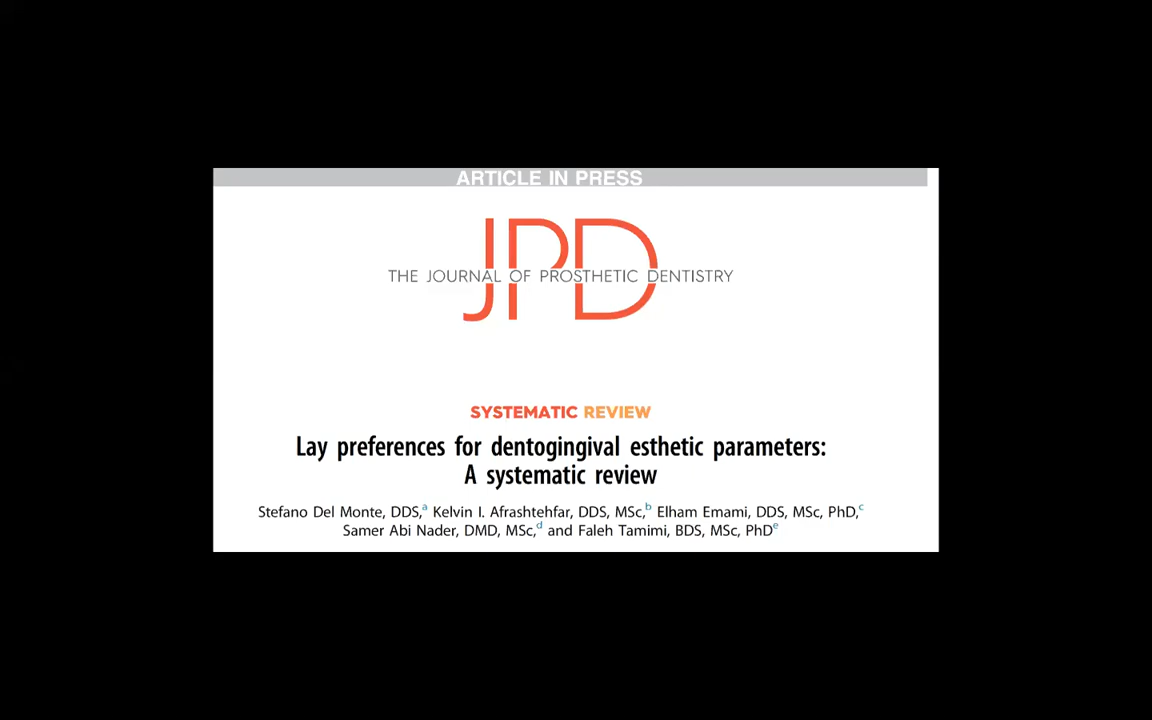 ARTICLE IN PRESS
JPD
THE JOURNAL OF PROSTHETIC DENTISTRY
SYSTEMATIC REVIEW
Lay preferences for dentogingival esthetic parameters:
A systematic review
Stefano Del Monte, DDS,a Kelvin I. Afrashtehfar, DDS, MSc,b Elham Emami, DDS, MSc, PhD,c
Samer Abi Nader, DMD, MSc,d and Faleh Tamimi, BDS, MSc, PhDe